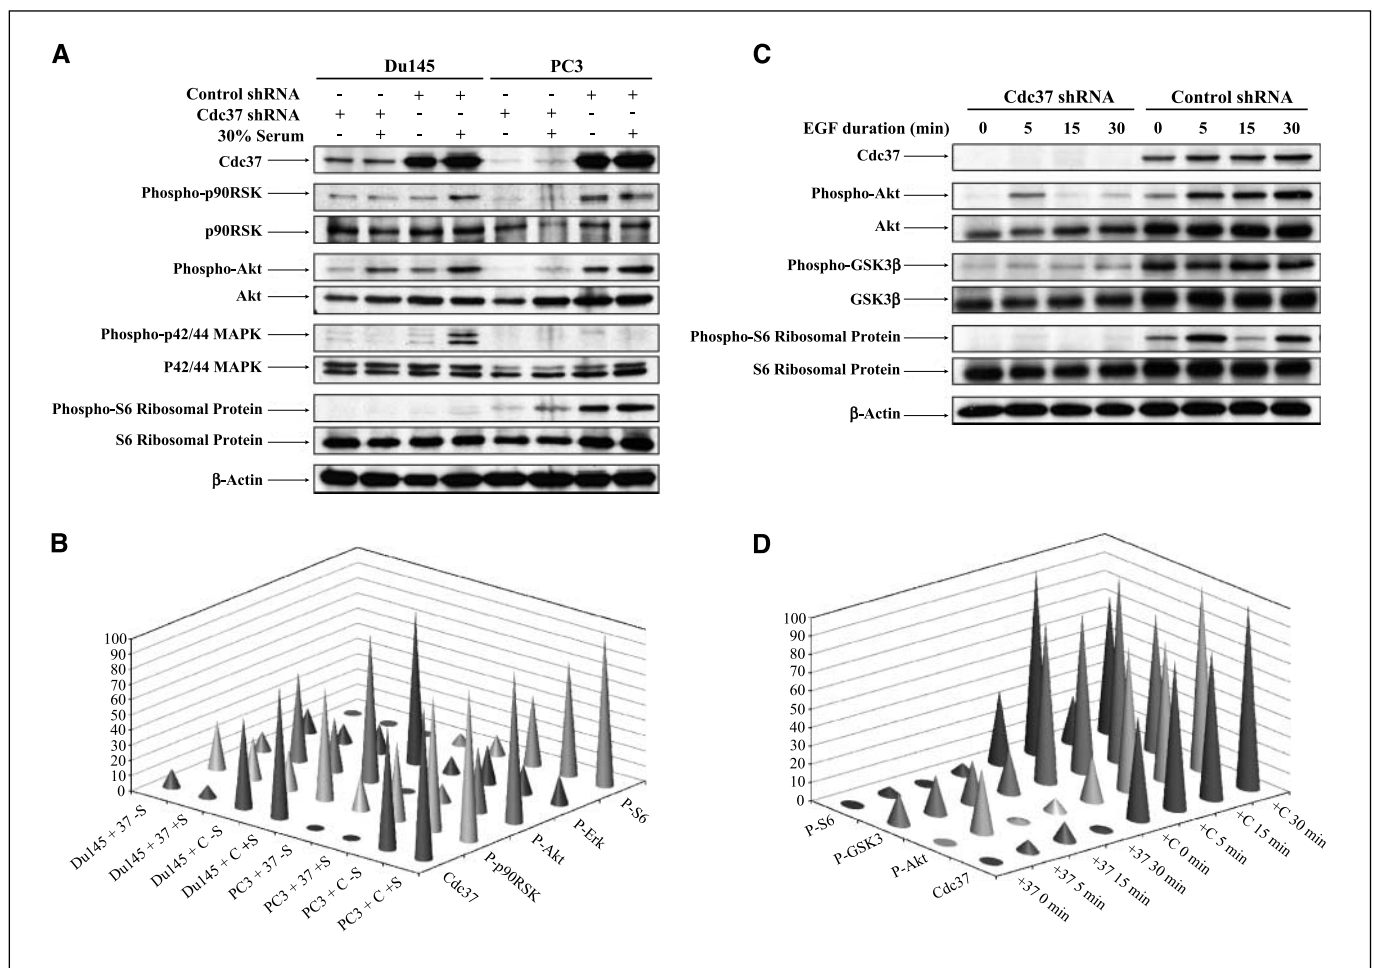 A
Du145 PC3
Control shRNA - - + + - - + +
Cdc37 shRNA + + - - + + - -
30% Serum - + - + - + - +
Cdc37
Phospho-p90RSK
p90RSK
Phospho-Akt
Akt
Phospho-p42/44 MAPK
P42/44 MAPK
Phospho-S6 Ribosomal Protein
S6 Ribosomal Protein
β-Actin
C
Cdc37 shRNA Control shRNA
EGF duration (min) 0 5 15 30 0 5 15 30
Cdc37
Phospho-Akt
Akt
Phospho-GSK3β
GSK3β
Phospho-S6 Ribosomal Protein
S6 Ribosomal Protein
β-Actin
B
100
90
80
70
60
50
40
30
20
10
0
Du145 + 37 -S
Du145 + 37 +S
Du145 + C -S
Du145 + C +S
PC3 + 37 -S
PC3 + 37 +S
PC3 + C -S
PC3 + C +S
Cdc37
P-p90RSK
P-Akt
P-Erk
P-S6
D
100
90
80
70
60
50
40
30
20
10
0
P-S6
P-GSK3
P-Akt
Cdc37
+37 0 min
+37 5 min
+37 15 min
+37 30 min
+C 0 min
+C 5 min
+C 15 min
+C 30 min